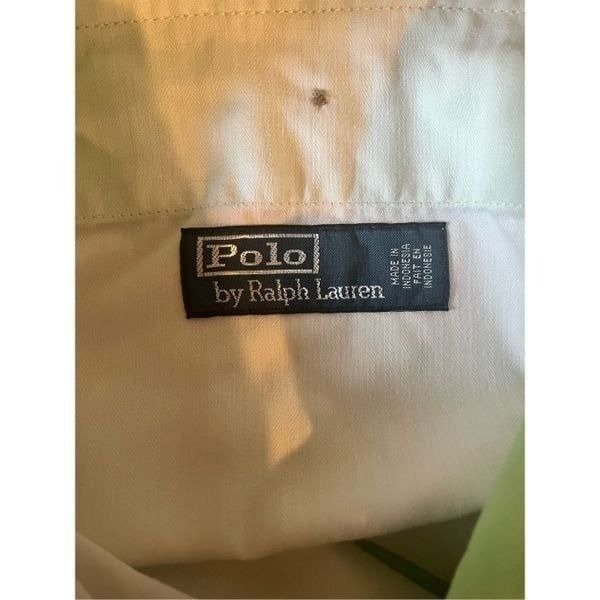 Polo
by Ralph Lauren
MADE IN
INDONESIA
FAIT EN
INDONESIE